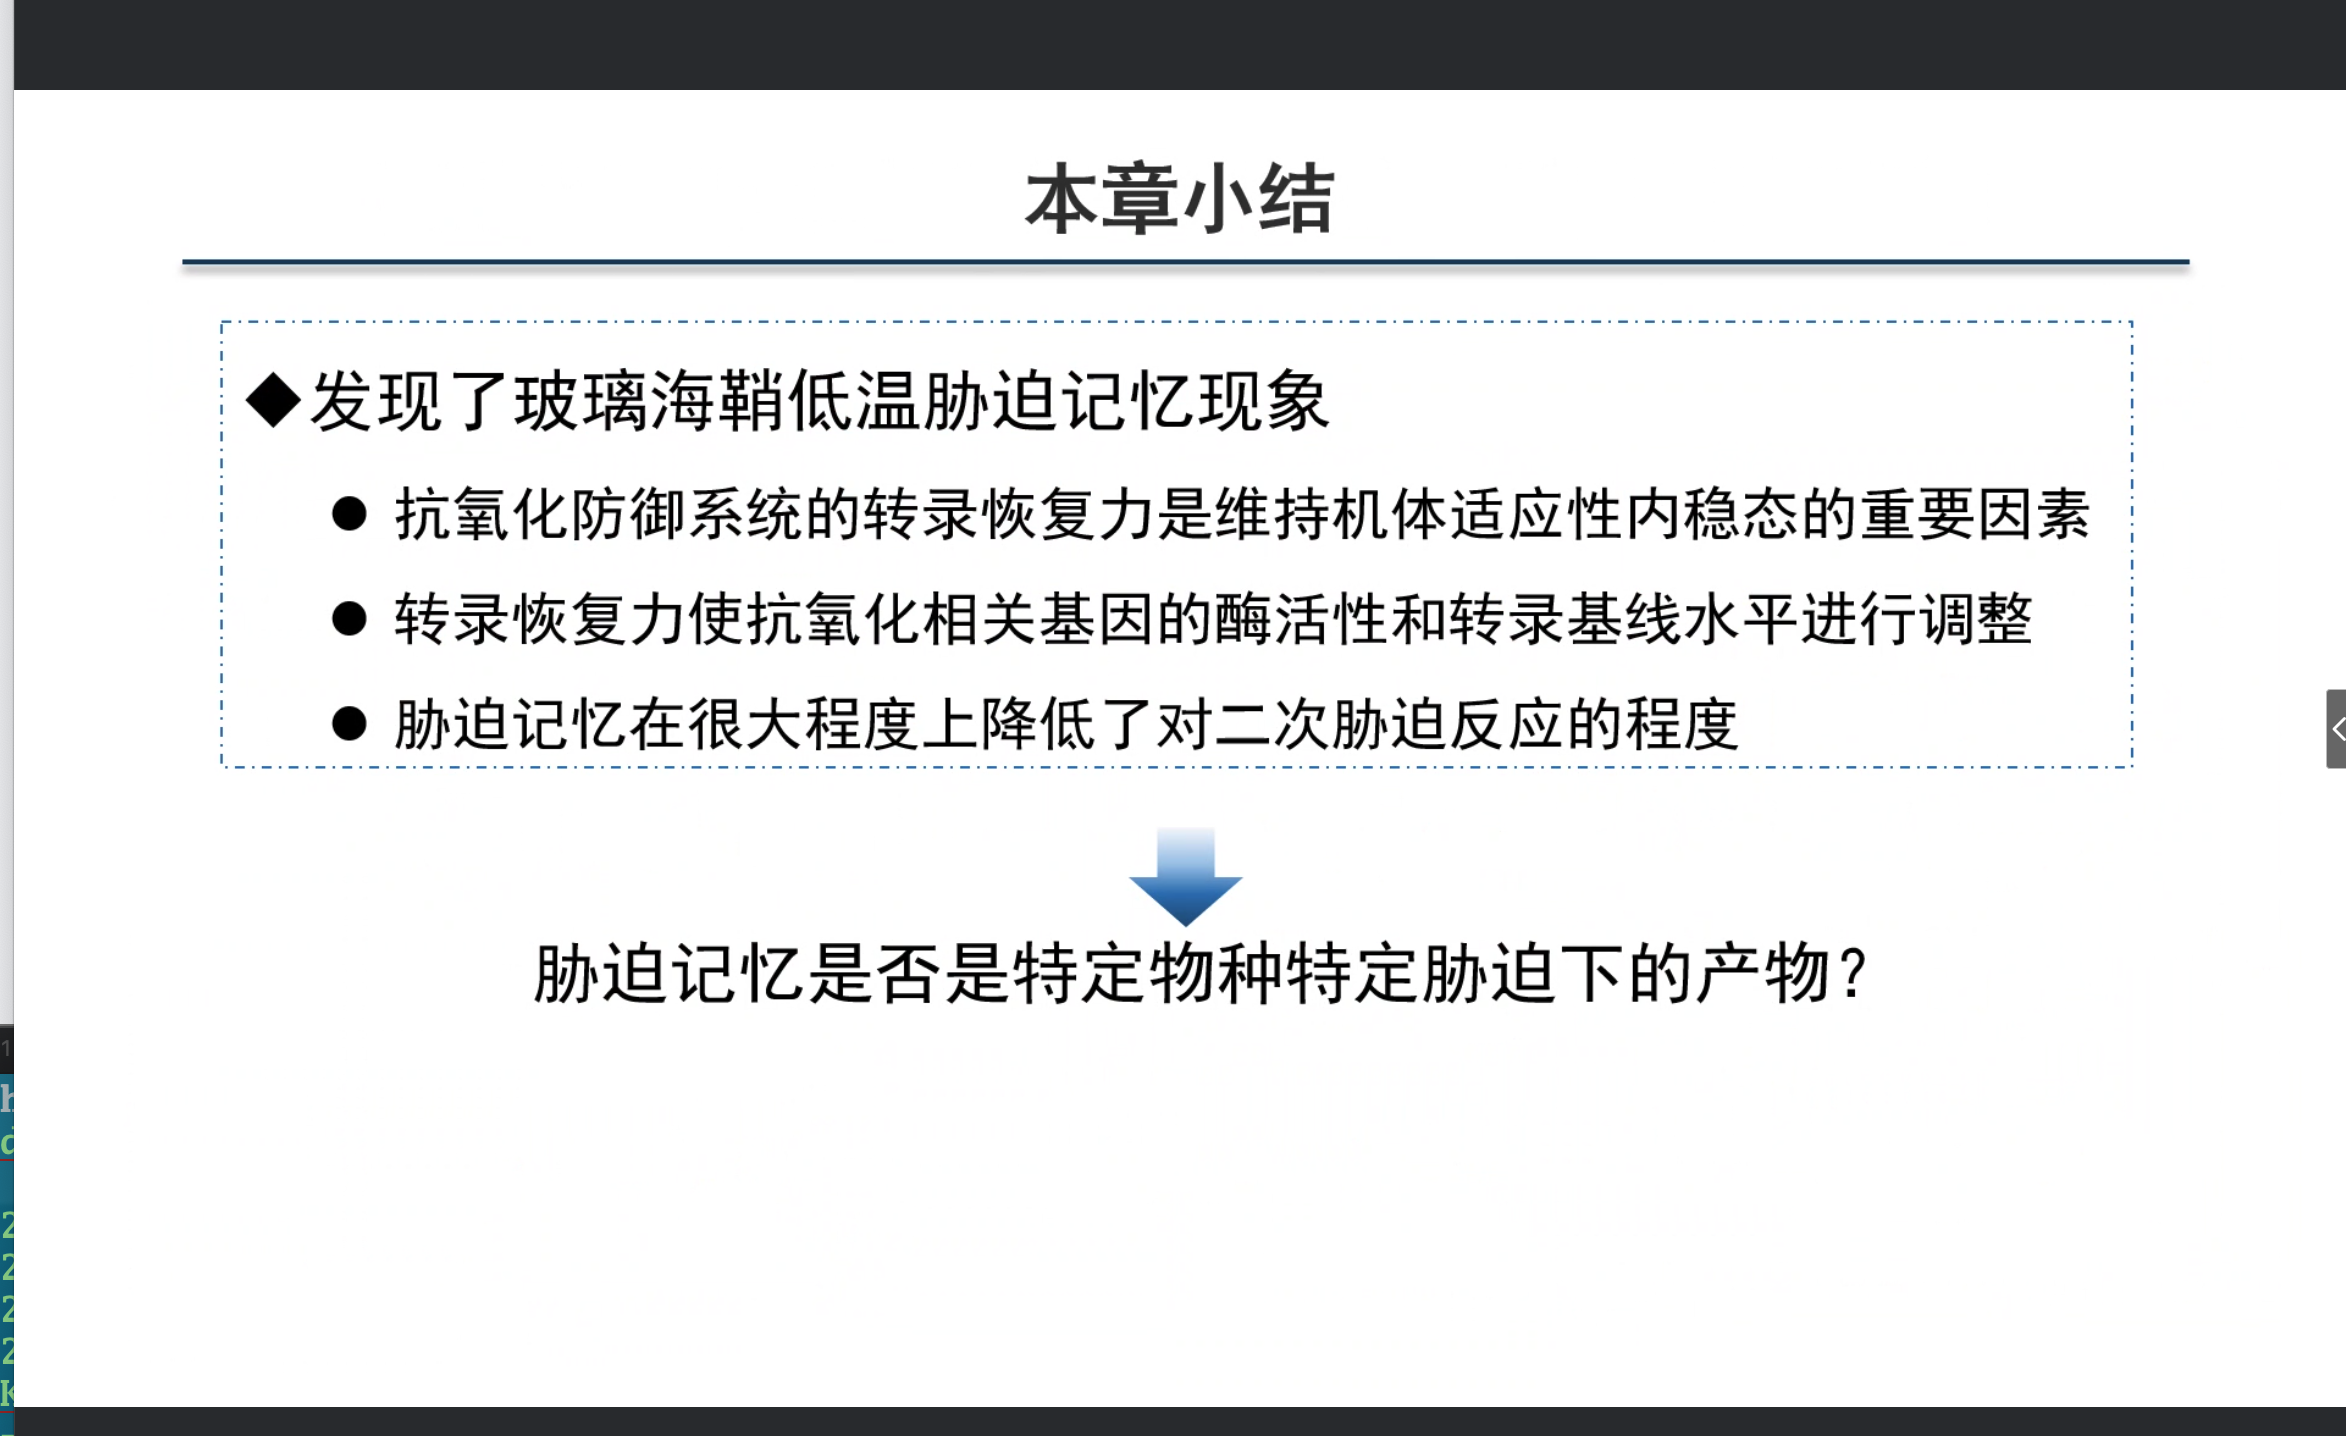 本章小结
◆发现了玻璃海鞘低温胁迫记忆现象
● 抗氧化防御系统的转录恢复力是维持机体适应性内稳态的重要因素
● 转录恢复力使抗氧化相关基因的酶活性和转录基线水平进行调整
● 胁迫记忆在很大程度上降低了对二次胁迫反应的程度
胁迫记忆是否是特定物种特定胁迫下的产物？